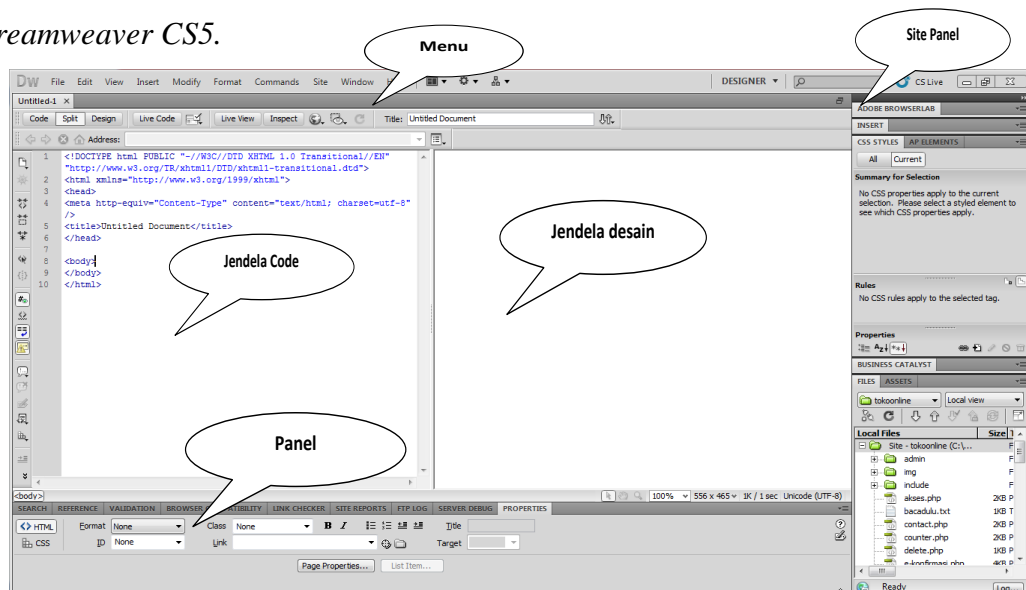 reamweaver CS5.
Menu
Site Panel
DW File Edit View Insert Modify Format Commands Site Window H
DESIGNER
CS Live
Untitled-1 ×
Code Split Design Live Code Live View Inspect Title: Untitled Document
Address:
1 <!DOCTYPE html PUBLIC "-//W3C//DTD XHTML 1.0 Transitional//EN"
"http://www.w3.org/TR/xhtml1/DTD/xhtml1-transitional.dtd">
2 <html xmlns="http://www.w3.org/1999/xhtml">
3 <head>
4 <meta http-equiv="Content-Type" content="text/html; charset=utf-8"
/>
5 <title>Untitled Document</title>
6 </head>
7
8 <body>
9 </body>
10 </html>
Jendela Code
Jendela desain
Panel
ADOBE BROWSERLAB
INSERT
CSS STYLES AP ELEMENTS
All Current
Summary for Selection
No CSS properties apply to the current
selection. Please select a styled element to
see which CSS properties apply.
Rules
No CSS rules apply to the selected tag.
Properties
BUSINESS CATALYST
FILES ASSETS
tokoonline Local view
Local Files Size T
Site - tokoonline (C:\... F
admin F
img F
include F
akses.php 2KB P
bacadulu.txt 1KB T
contact.php 2KB P
counter.php 2KB P
delete.php 1KB P
e-konfirmasi.php 4KB P
Ready Log...
<body> 100% 556 x 465 1K / 1 sec Unicode (UTF-8)
SEARCH REFERENCE VALIDATION BROWSER COMPATIBILITY LINK CHECKER SITE REPORTS FTP LOG SERVER DEBUG PROPERTIES
<> HTML Format None Class None B I Title
CSS ID None Link Target
Page Properties... List Item...